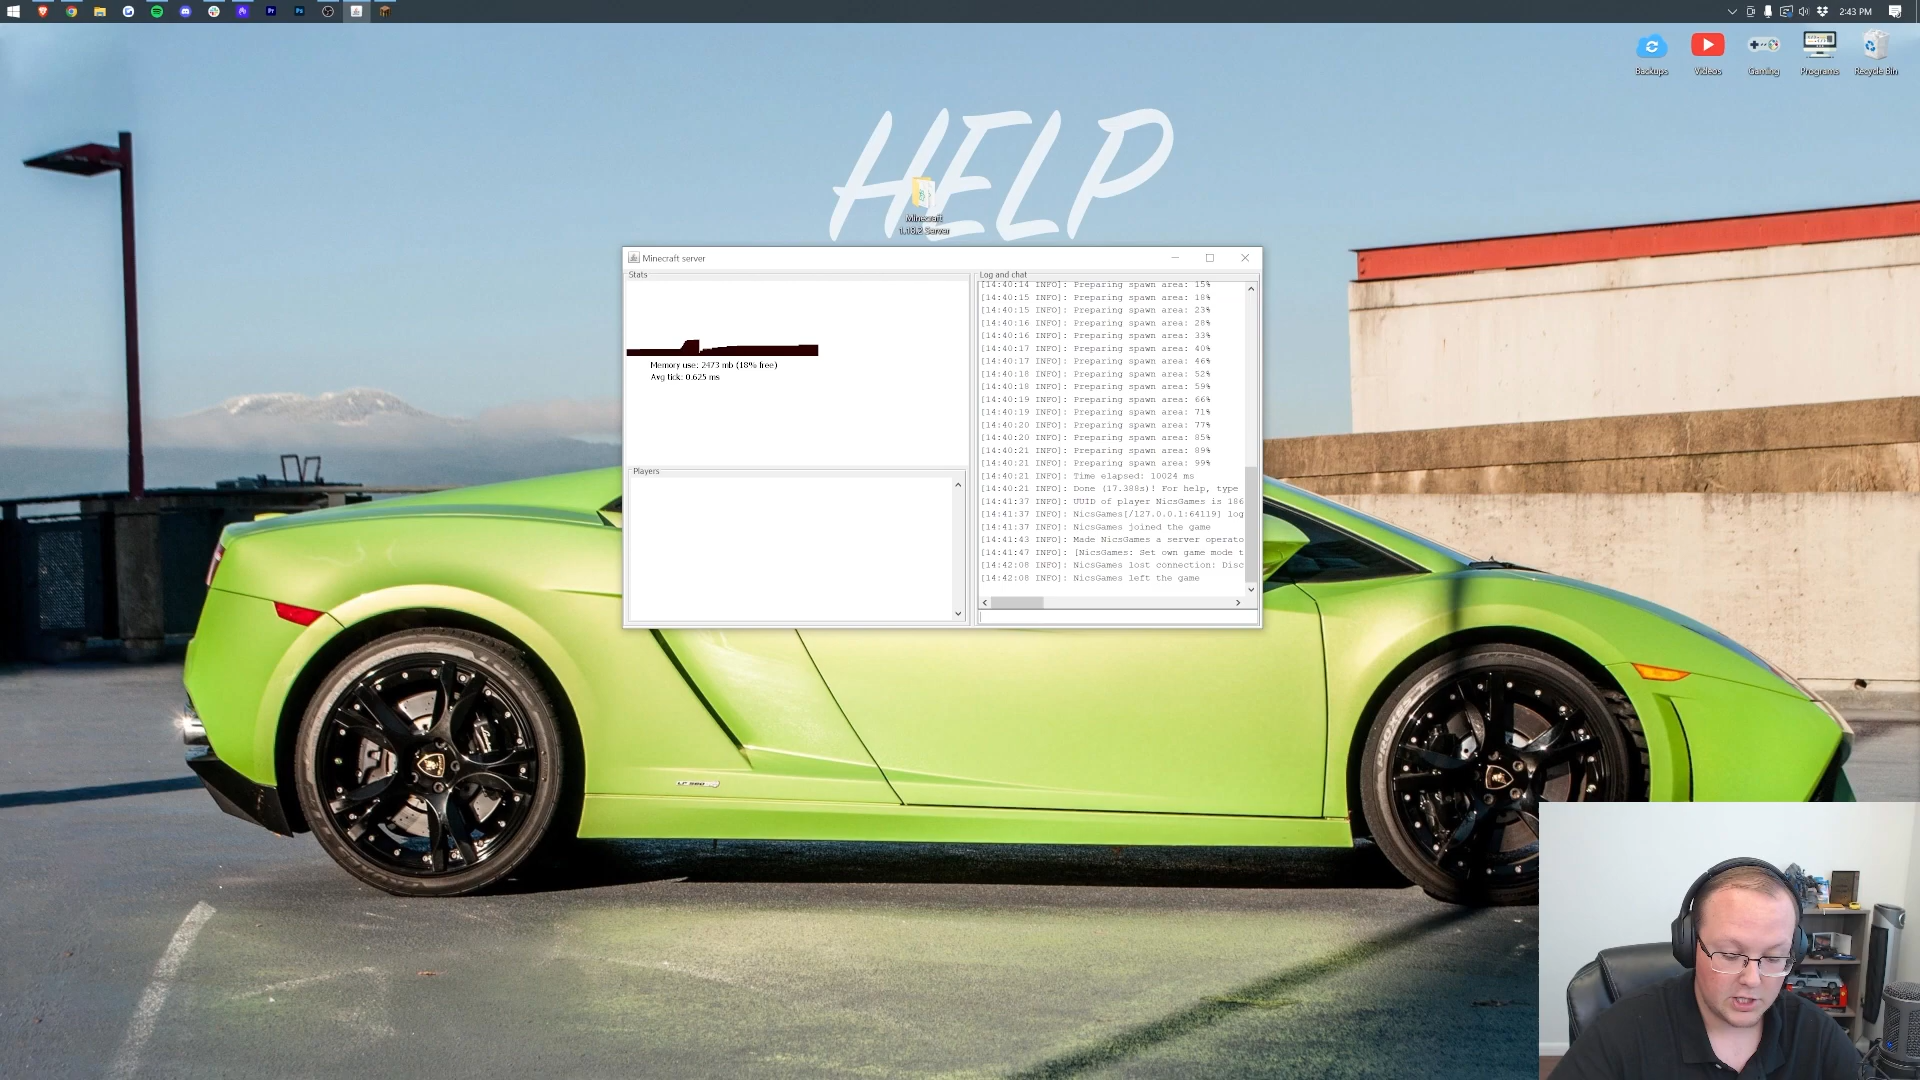 2:43 PM
Backups
Videos
Gaming
Programs
Recycle Bin
HELP
Minecraft
1.18.2 Server
Minecraft server
Stats
Memory use: 2473 mb (18% free)
Avg tick: 0.625 ms
Players
Log and chat
[14:40:14 INFO]: Preparing spawn area: 15%
[14:40:15 INFO]: Preparing spawn area: 18%
[14:40:15 INFO]: Preparing spawn area: 23%
[14:40:16 INFO]: Preparing spawn area: 28%
[14:40:16 INFO]: Preparing spawn area: 33%
[14:40:17 INFO]: Preparing spawn area: 40%
[14:40:17 INFO]: Preparing spawn area: 46%
[14:40:18 INFO]: Preparing spawn area: 52%
[14:40:18 INFO]: Preparing spawn area: 59%
[14:40:19 INFO]: Preparing spawn area: 66%
[14:40:19 INFO]: Preparing spawn area: 71%
[14:40:20 INFO]: Preparing spawn area: 77%
[14:40:20 INFO]: Preparing spawn area: 85%
[14:40:21 INFO]: Preparing spawn area: 89%
[14:40:21 INFO]: Preparing spawn area: 99%
[14:40:21 INFO]: Time elapsed: 10024 ms
[14:40:21 INFO]: Done (17.388s)! For help, type
[14:41:37 INFO]: UUID of player NicsGames is 186
[14:41:37 INFO]: NicsGames[/127.0.0.1:64119] log
[14:41:37 INFO]: NicsGames joined the game
[14:41:43 INFO]: Made NicsGames a server operato
[14:41:47 INFO]: [NicsGames: Set own game mode t
[14:42:08 INFO]: NicsGames lost connection: Disc
[14:42:08 INFO]: NicsGames left the game